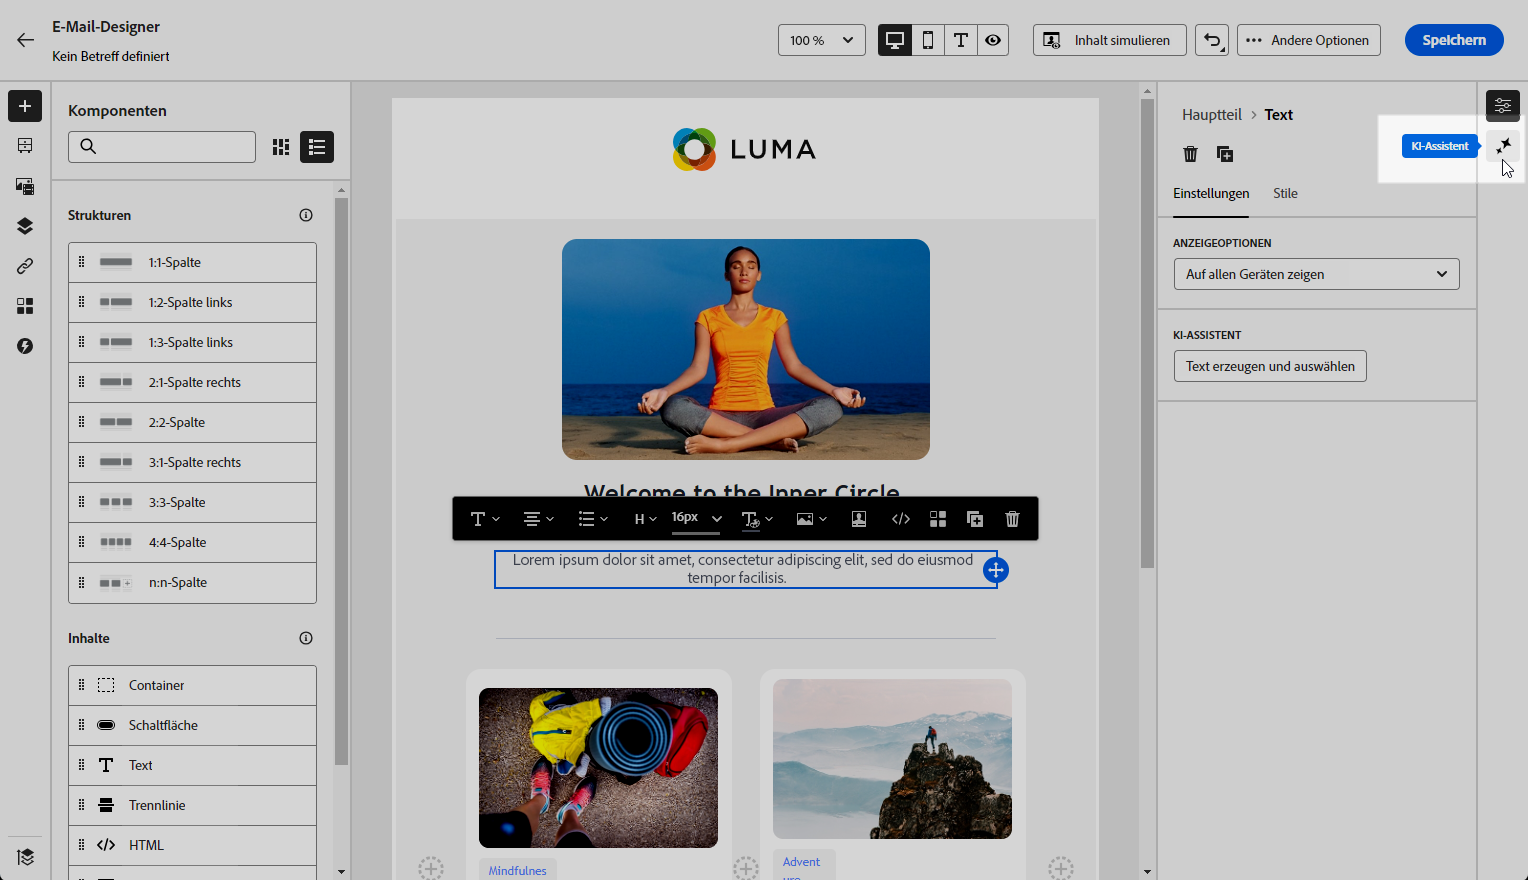 E-Mail-Designer
Kein Betreff definiert
100 %
Inhalt simulieren
Andere Optionen
Speichern
Komponenten
Strukturen
1:1-Spalte
1:2-Spalte links
1:3-Spalte links
2:1-Spalte rechts
2:2-Spalte
3:1-Spalte rechts
3:3-Spalte
4:4-Spalte
n:n-Spalte
Inhalte
Container
Schaltfläche
Text
Trennlinie
HTML
LUMA
Welcome to the Inner Circle
H
16px
Lorem ipsum dolor sit amet, consectetur adipiscing elit, sed do eiusmod
tempor facilisis.
Mindfulnes
Advent
ure
Hauptteil > Text
KI-Assistent
Einstellungen
Stile
ANZEIGEOPTIONEN
Auf allen Geräten zeigen
KI-ASSISTENT
Text erzeugen und auswählen